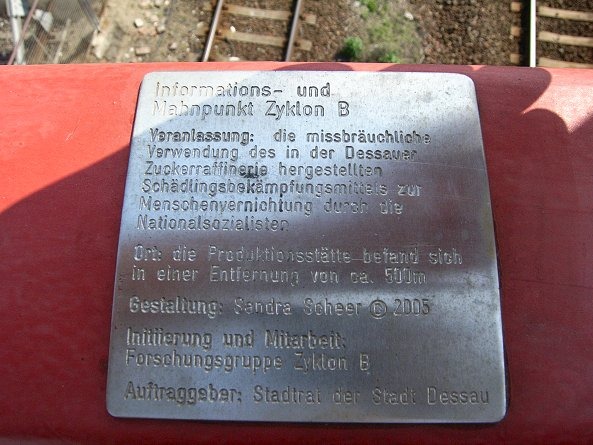 Informations- und
Mahnpunkt Zyklon B
Veranlassung: die missbräuchliche
Verwendung des in der Dessauer
Zuckerraffinerie hergestellten
Schädlingsbekämpfungsmittels zur
Menschenvernichtung durch die
Nationalsozialisten
Ort: die Produktionsstätte befand sich
in einer Entfernung von ca. 500m
Gestaltung: Sandra Scheer © 2005
Initiierung und Mitarbeit:
Forschungsgruppe Zyklon B
Auftraggeber: Stadtrat der Stadt Dessau